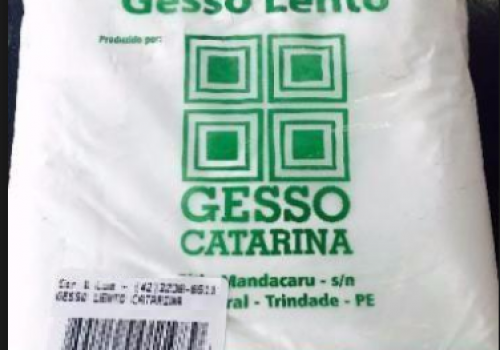 Gesso Lento
Produzido por:
GESSO
CATARINA
Mandacaru - s/n
ral - Trindade - PE
GESSO LENTO CATARINA